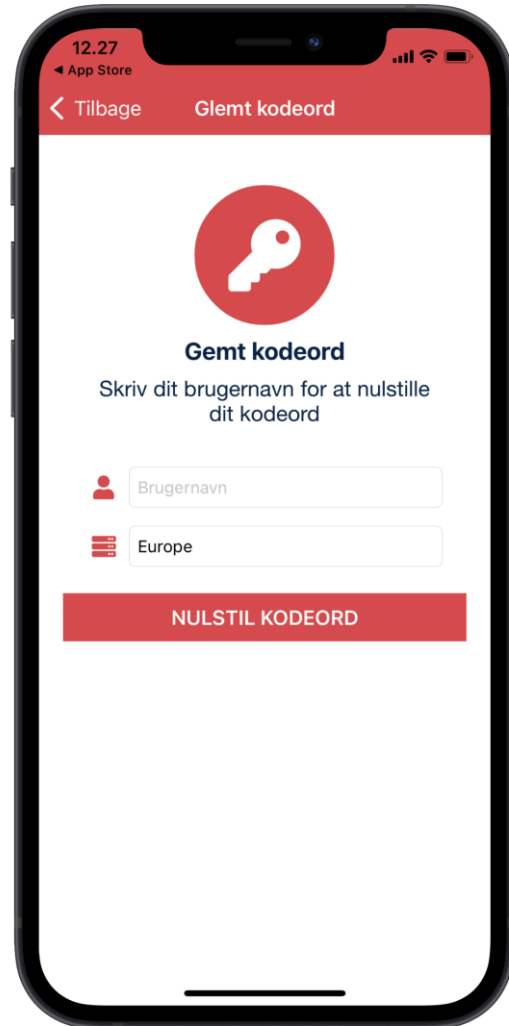 12.27
◀ App Store
Tilbage
Glemt kodeord
Gemt kodeord
Skriv dit brugernavn for at nulstille
dit kodeord
Brugernavn
Europe
NULSTIL KODEORD